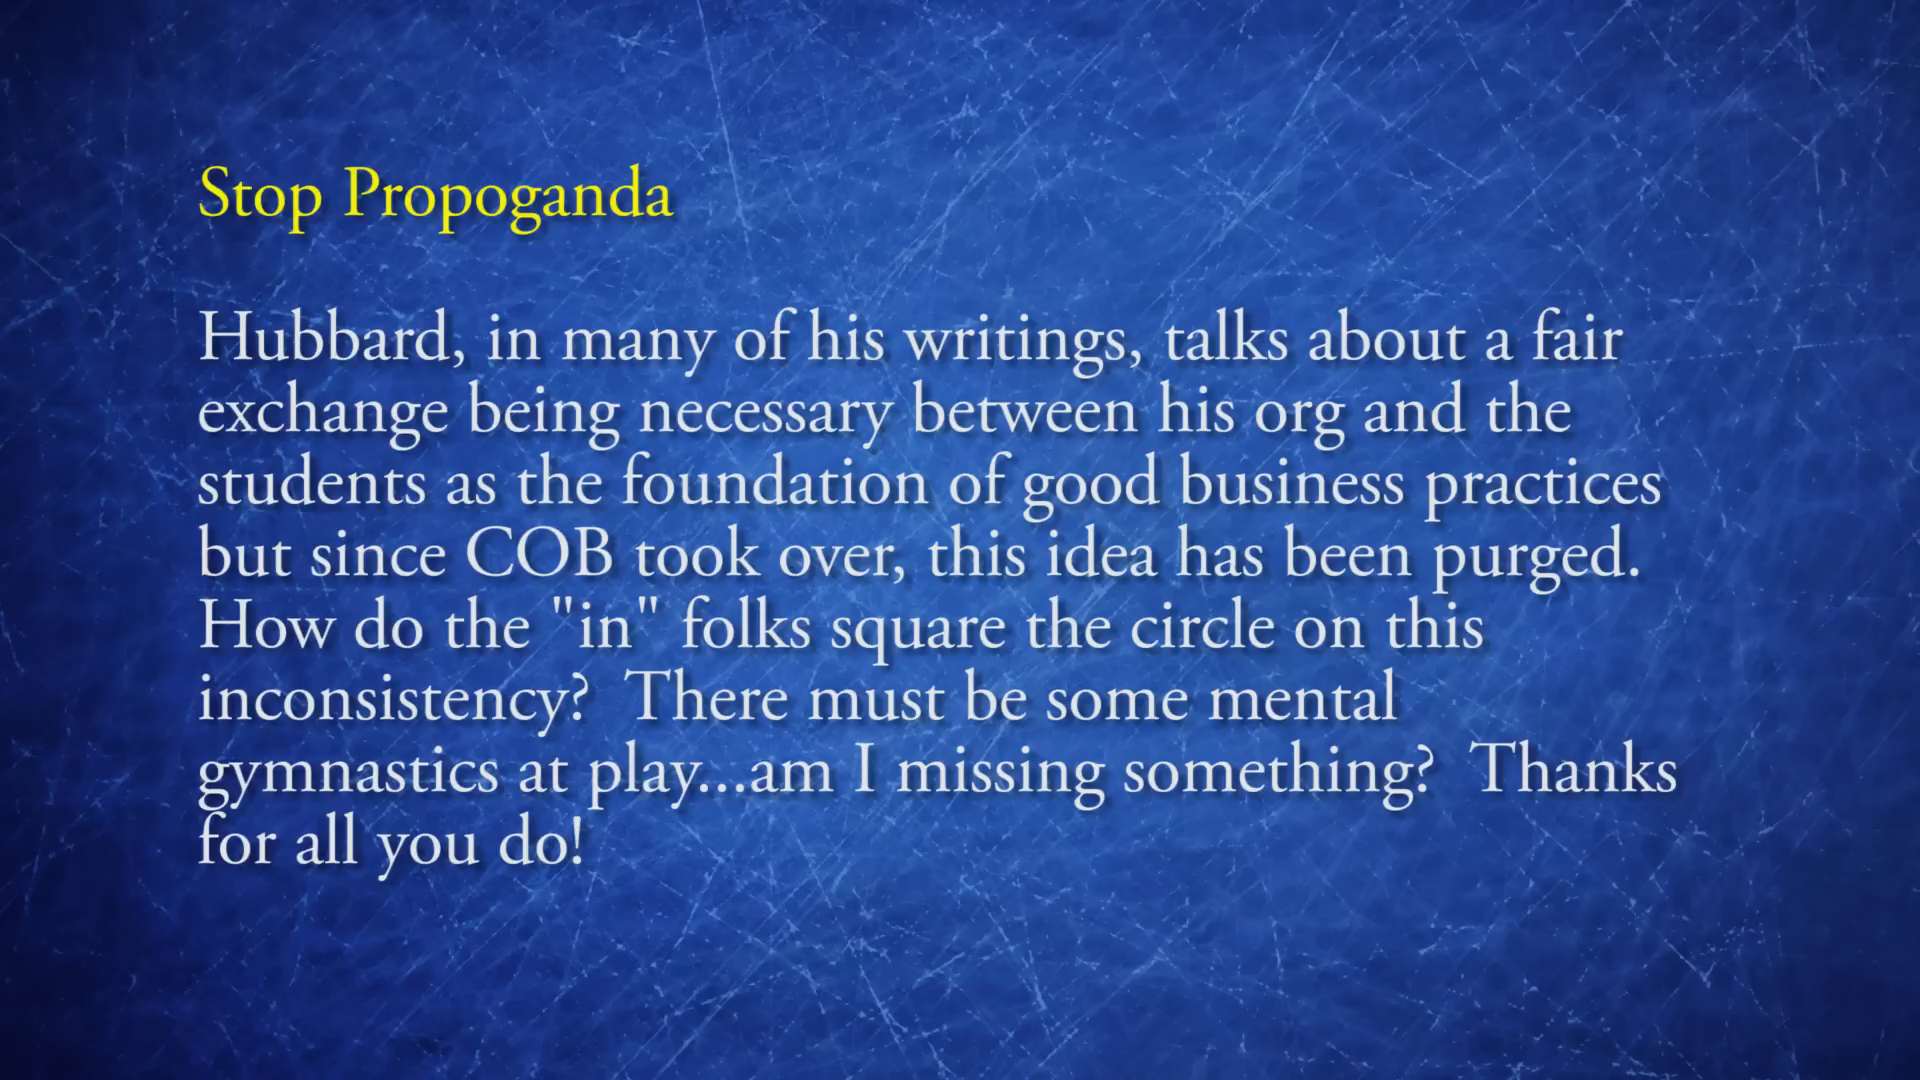 Stop Propoganda
Hubbard, in many of his writings, talks about a fair
exchange being necessary between his org and the
students as the foundation of good business practices
but since COB took over, this idea has been purged.
How do the "in" folks square the circle on this
inconsistency?  There must be some mental
gymnastics at play...am I missing something?  Thanks
for all you do!